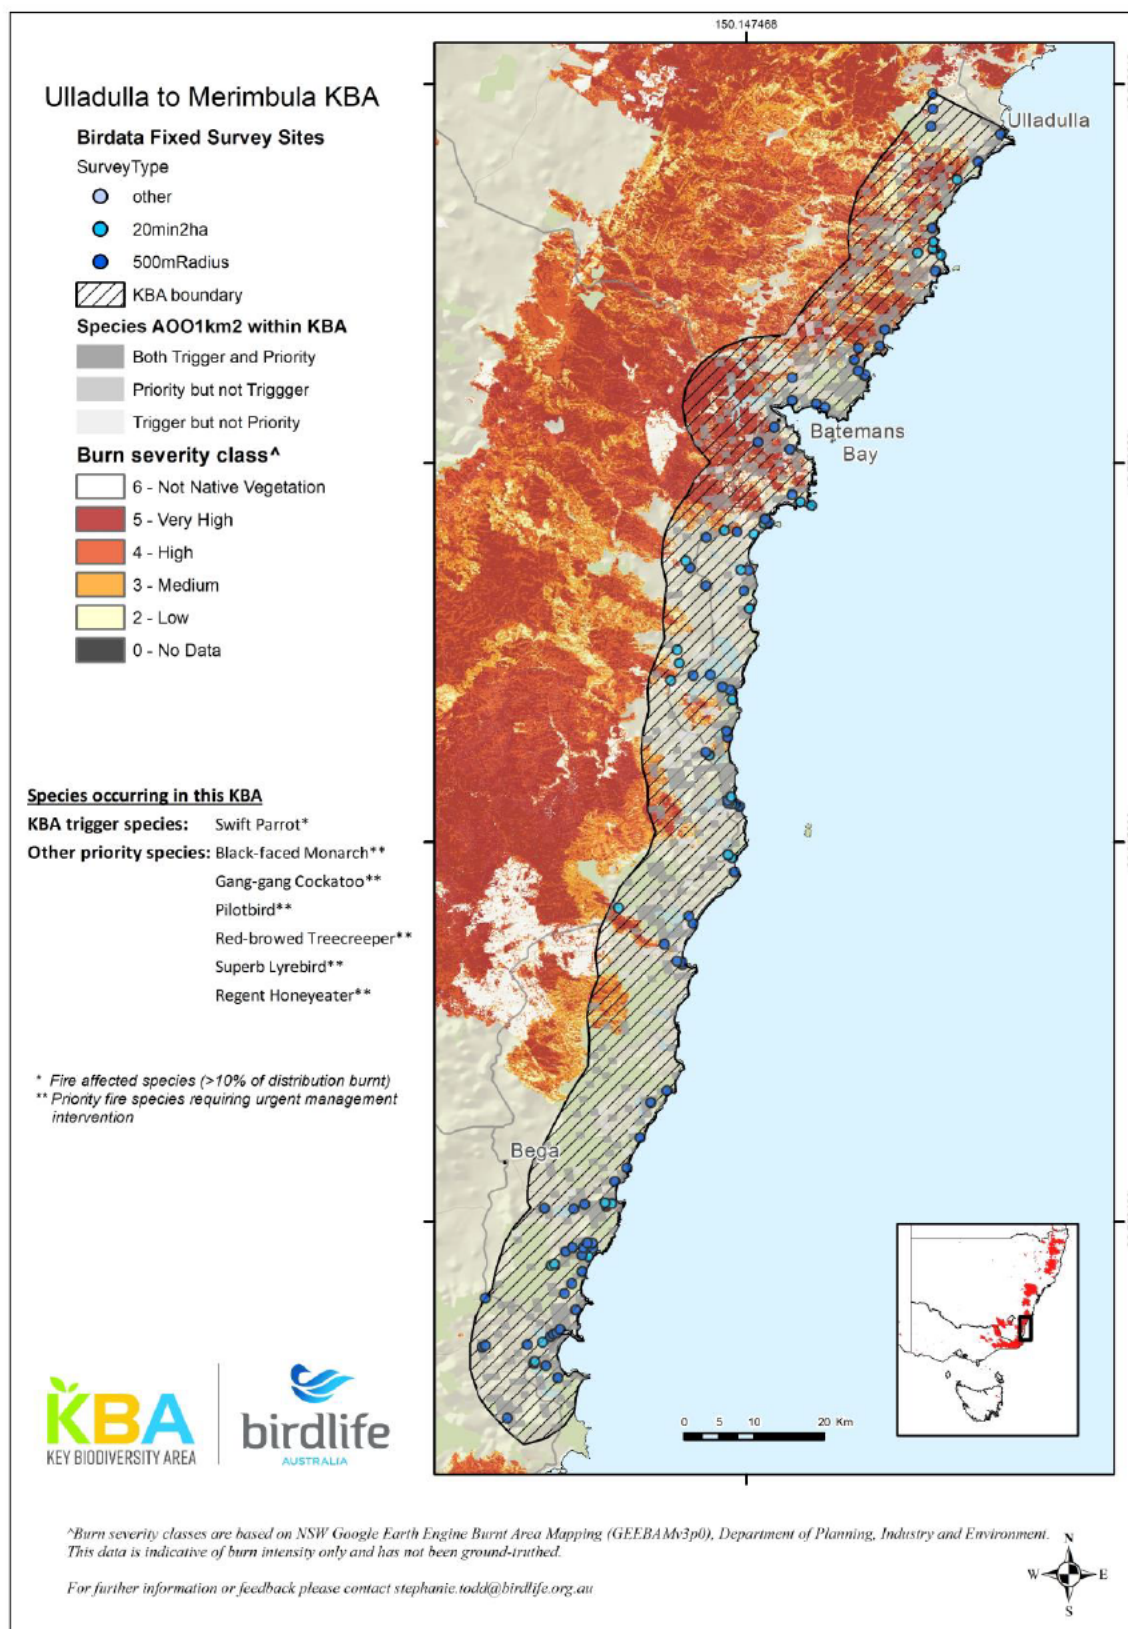 150.147468
Ulladulla to Merimbula KBA
Birdata Fixed Survey Sites
SurveyType
other
20min2ha
500mRadius
KBA boundary
Species AOO1km2 within KBA
Both Trigger and Priority
Priority but not Triggger
Trigger but not Priority
Burn severity class^
6 - Not Native Vegetation
5 - Very High
4 - High
3 - Medium
2 - Low
0 - No Data
Species occurring in this KBA
KBA trigger species: Swift Parrot*
Other priority species: Black-faced Monarch**
Gang-gang Cockatoo**
Pilotbird**
Red-browed Treecreeper**
Superb Lyrebird**
Regent Honeyeater**
* Fire affected species (>10% of distribution burnt)
** Priority fire species requiring urgent management
intervention
Ulladulla
Batemans
Bay
Bega
0 5 10 20 Km
KBA
KEY BIODIVERSITY AREA
birdlife
AUSTRALIA
^Burn severity classes are based on NSW Google Earth Engine Burnt Area Mapping (GEEBAMv3p0), Department of Planning, Industry and Environment.
This data is indicative of burn intensity only and has not been ground-truthed.
For further information or feedback please contact stephanie.todd@birdlife.org.au
N
W E
S